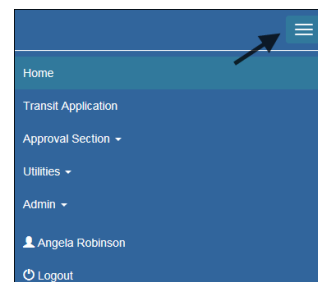 Home
Transit Application
Approval Section
Utilities
Admin
Angela Robinson
Logout